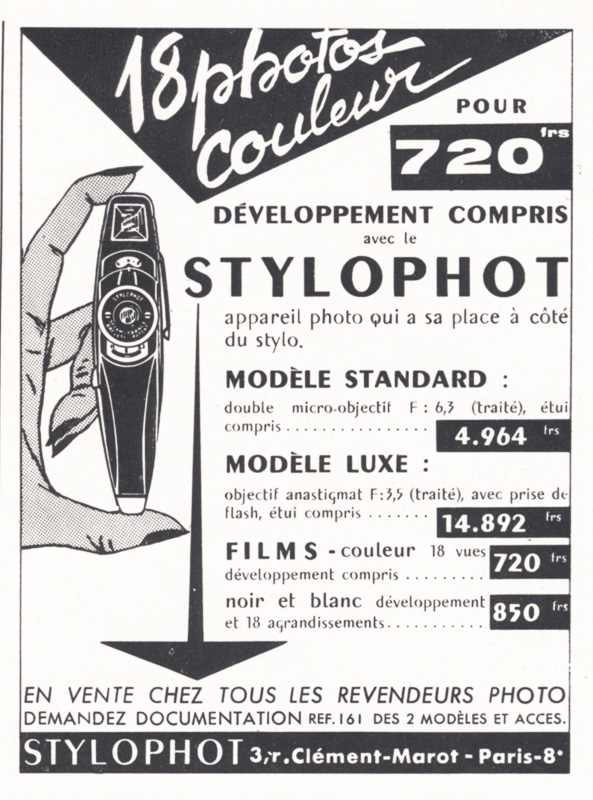 18 photos
couleur
POUR
720 frs
DÉVELOPPEMENT COMPRIS
avec le
STYLOPHOT
appareil photo qui a sa place à côté
du stylo.
MODÈLE STANDARD :
double micro-objectif F : 6,3 (traité), étui
compris ................ 4.964 frs
MODÈLE LUXE :
objectif anastigmat F:3,5 (traité), avec prise de
flash, étui compris ....... 14.892 frs
FILMS - couleur 18 vues
développement compris ......... 720 frs
noir et blanc développement
et 18 agrandissements........... 850 frs
EN VENTE CHEZ TOUS LES REVENDEURS PHOTO
DEMANDEZ DOCUMENTATION REF.161 DES 2 MODÈLES ET ACCES.
STYLOPHOT 3,r.Clément-Marot - Paris-8°
STYLOPHOT